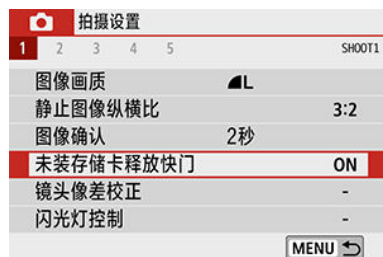 拍摄设置
1 2 3 4 5 SHOOT1
图像画质 L
静止图像纵横比 3:2
图像确认 2秒
未装存储卡释放快门 ON
镜头像差校正 -
闪光灯控制 -
MENU